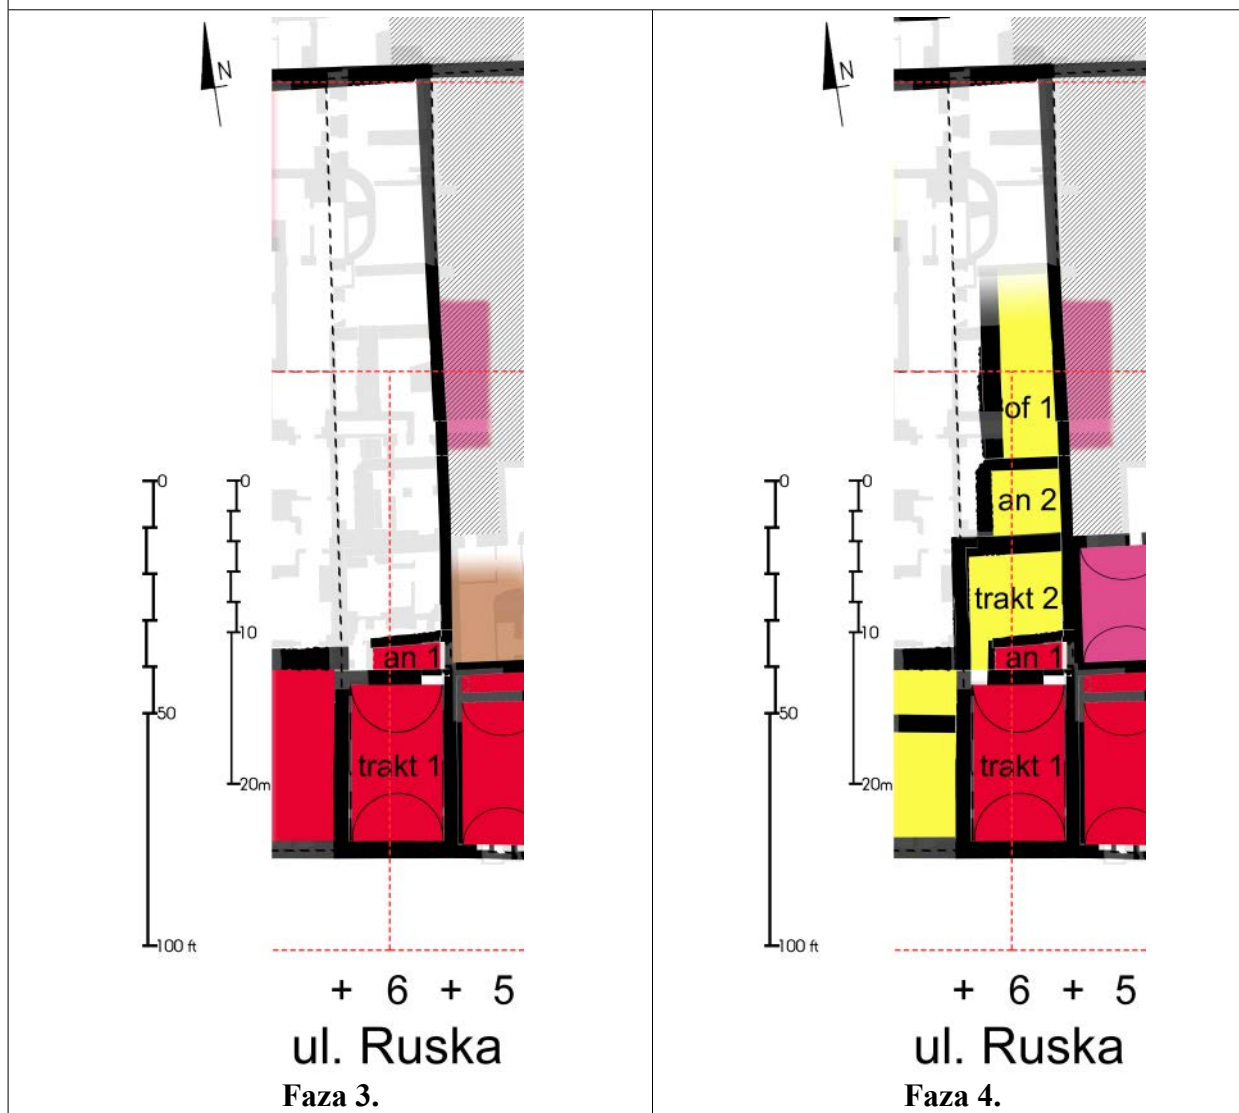 N
an 1
trakt 1
0
50
100 ft
0
10
20m
+ 6 + 5
ul. Ruska
Faza 3.
N
of 1
an 2
trakt 2
an 1
trakt 1
0
50
100 ft
0
10
20m
+ 6 + 5
ul. Ruska
Faza 4.